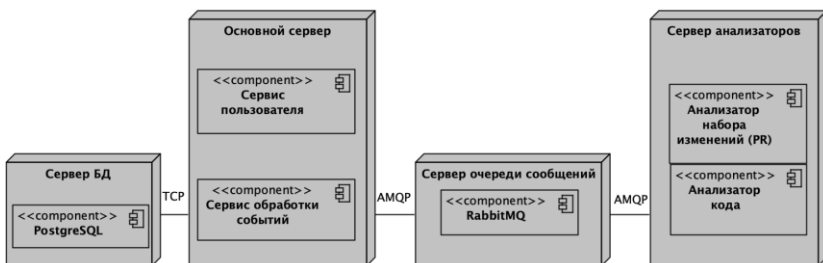 Основной сервер
<<component>>
Сервис
пользователя
<<component>>
Сервис обработки
событий
Сервер БД
<<component>>
PostgreSQL
TCP
AMQP
Сервер очереди сообщений
<<component>>
RabbitMQ
AMQP
Сервер анализаторов
<<component>>
Анализатор
набора
изменений (PR)
<<component>>
Анализатор
кода